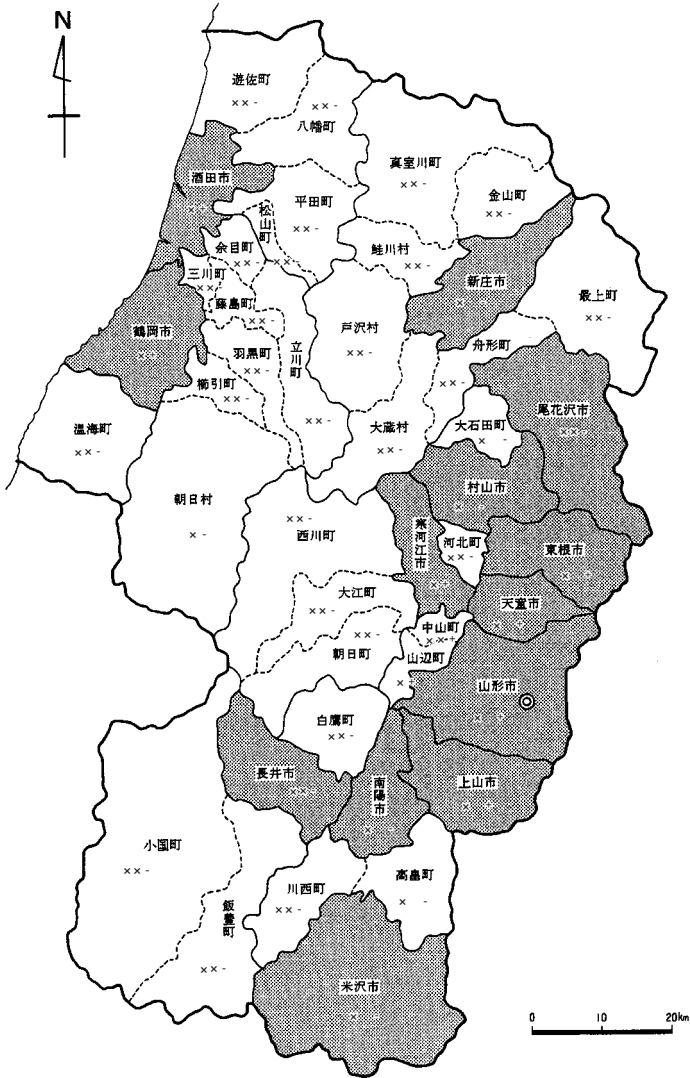 N
遊佐町
××-
××-
八幡町
真室川町
××-
金山町
××-
酒田市
平田町
××-
松山町
××-
余目町
××-
鮭川村
××-
三川町
××
新庄市
最上町
××-
藤島町
××-
鶴岡市
戸沢村
××-
立川町
××-
舟形町
××-
羽黒町
××-
櫛引町
××-
温海町
××-
大蔵村
××-
大石田町
× -
尾花沢市
××-
朝日村
× -
村山市
××-
西川町
寒河江市
河北町
××-
東根市
大江町
××-
天童市
××-
朝日町
中山町
××+
山辺町
× +
山形市
白鷹町
××-
長井市
××-
南陽市
上山市
小国町
××-
飯豊町
××-
川西町
××-
高畠町
× -
米沢市
0 10 20km